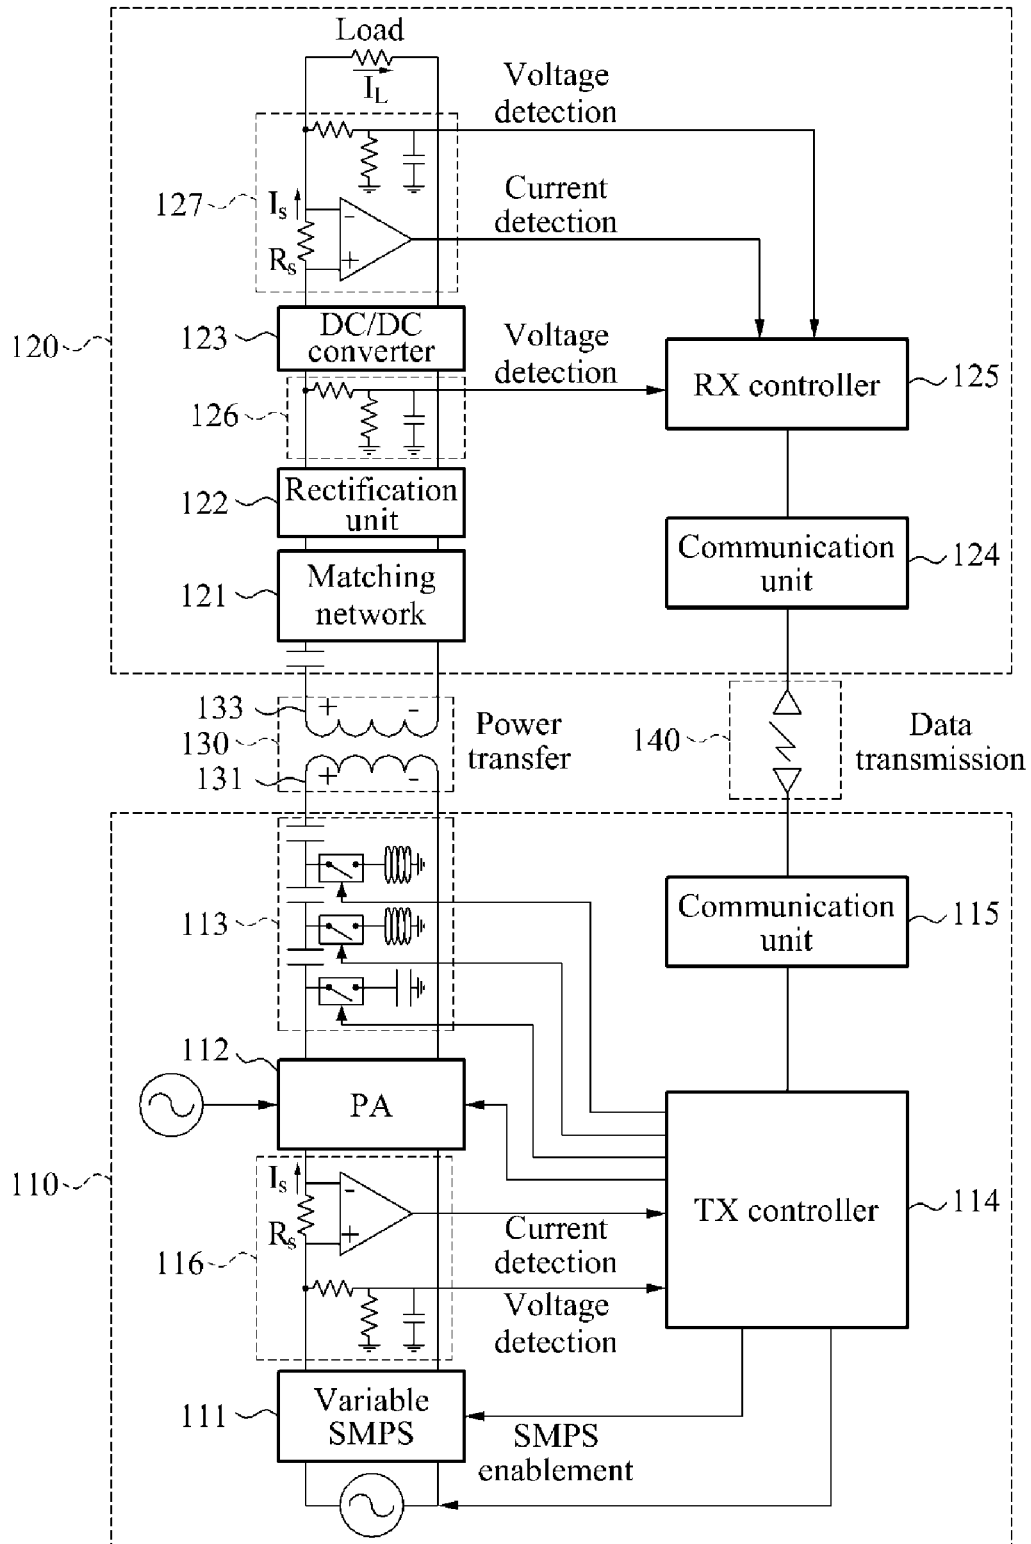 Load
I_L
Voltage
detection
127
I_s
-
Current
detection
R_s
+
120
123
DC/DC
converter
Voltage
detection
RX controller
125
126
122
Rectification
unit
121
Matching
network
Communication
unit
124
133
+
-
130
Power
transfer
131
+
-
140
Data
transmission
113
Communication
unit
115
112
PA
110
I_s
-
R_s
+
116
Current
detection
Voltage
detection
TX controller
114
111
Variable
SMPS
SMPS
enablement